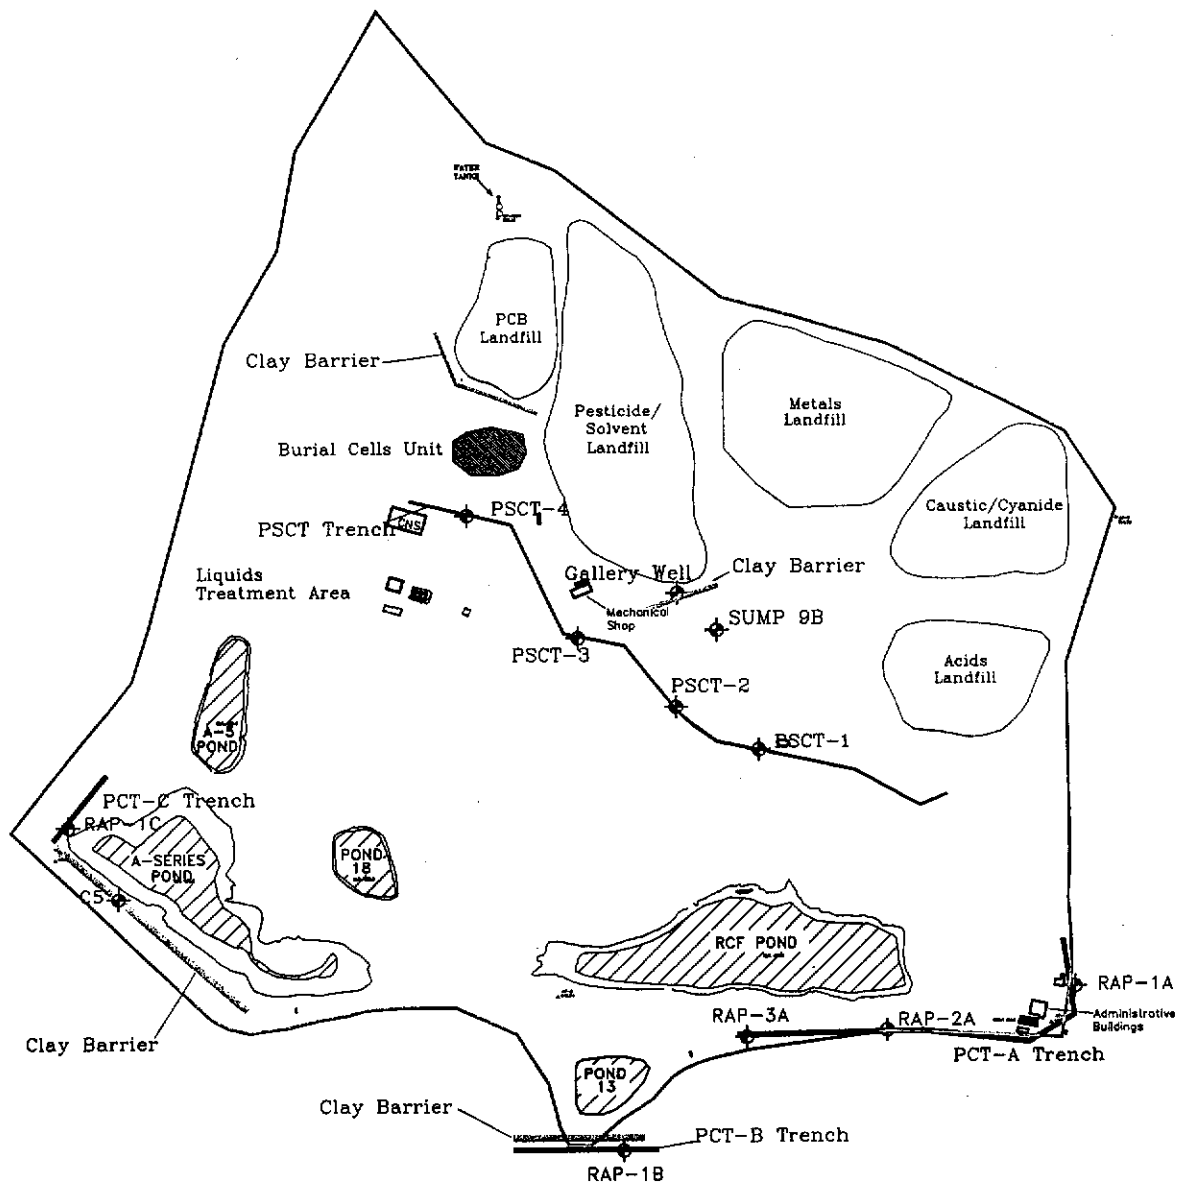 WATER
TANKS
PCB
Landfill
Clay Barrier
Pesticide/
Solvent
Landfill
Metals
Landfill
Burial Cells Unit
Caustic/Cyanide
Landfill
PSCT-4
PSCT Trench
CNS
Liquids
Treatment Area
Gallery Well
Clay Barrier
Mechanical
Shop
SUMP 9B
PSCT-3
Acids
Landfill
PSCT-2
PSCT-1
A-5
POND
PCT-C Trench
RAP-1C
A-SERIES
POND
POND
18
C5
RCF POND
RAP-1A
RAP-3A
RAP-2A
Administrative
Buildings
PCT-A Trench
Clay Barrier
POND
13
Clay Barrier
PCT-B Trench
RAP-1B